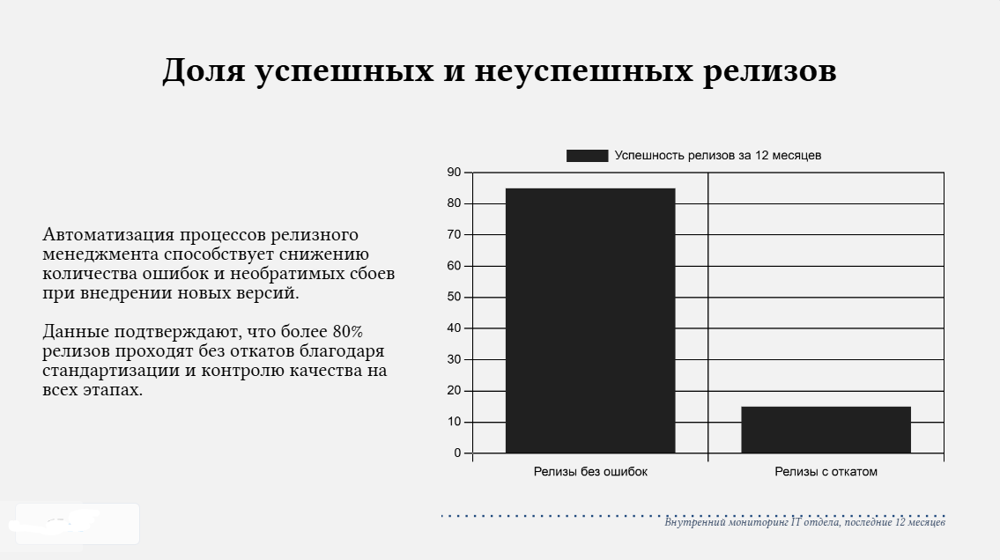 Доля успешных и неуспешных релизов
Автоматизация процессов релизного
менеджмента способствует снижению
количества ошибок и необратимых сбоев
при внедрении новых версий.
Данные подтверждают, что более 80%
релизов проходят без откатов благодаря
стандартизации и контролю качества на
всех этапах.
Успешность релизов за 12 месяцев
90
80
70
60
50
40
30
20
10
0
Релизы без ошибок
Релизы с откатом
Внутренний мониторинг IT отдела, последние 12 месяцев